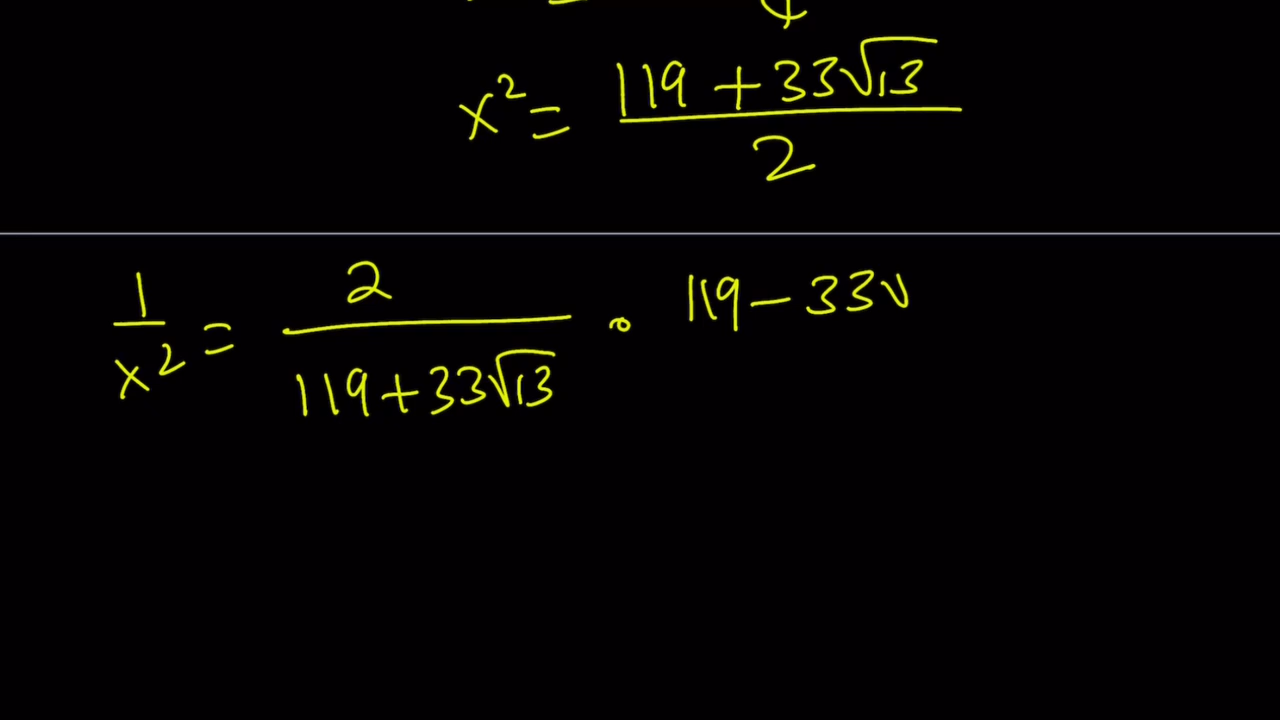 x² = (119 + 33√13)/2
1/x² = 2/(119+33√13) · 119 − 33√